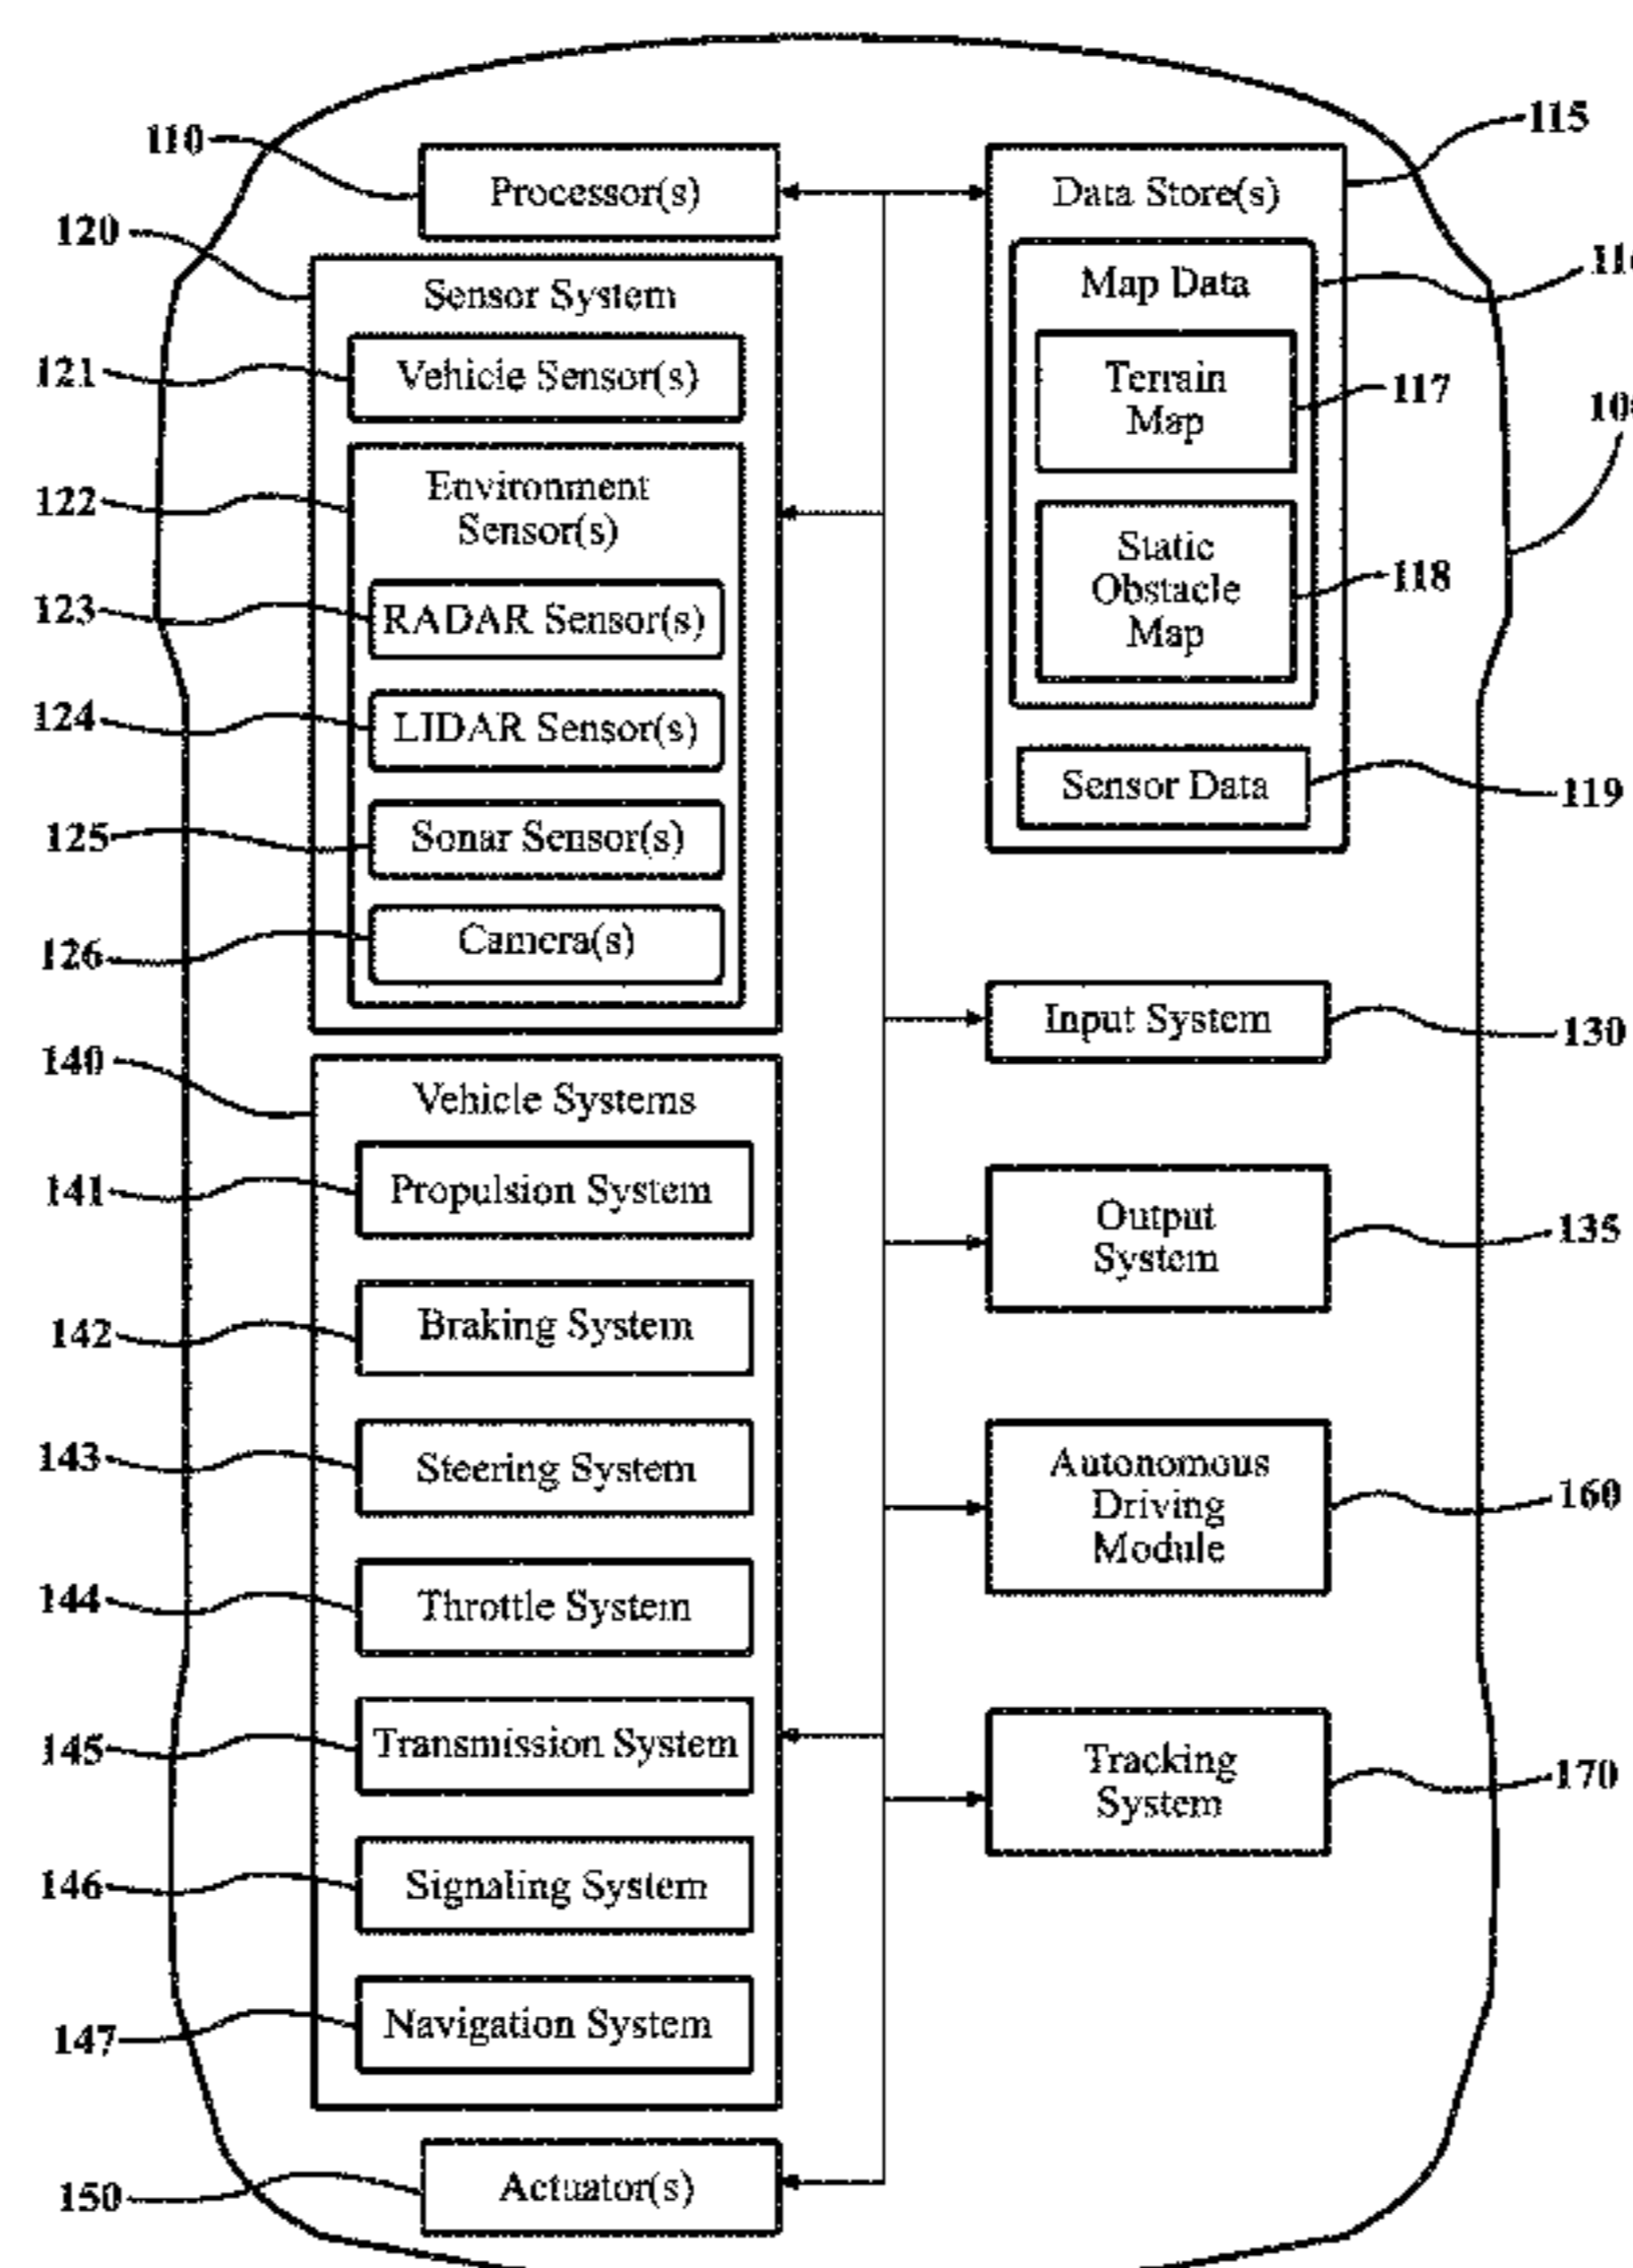 110
Processor(s)
120
Sensor System
121
Vehicle Sensor(s)
122
Environment
Sensor(s)
123
RADAR Sensor(s)
124
LIDAR Sensor(s)
125
Sonar Sensor(s)
126
Camera(s)
140
Vehicle Systems
141
Propulsion System
142
Braking System
143
Steering System
144
Throttle System
145
Transmission System
146
Signaling System
147
Navigation System
150
Actuator(s)
115
Data Store(s)
Map Data
Terrain
Map
117
Static
Obstacle
Map
118
Sensor Data
119
Input System
130
Output
System
135
Autonomous
Driving
Module
160
Tracking
System
170